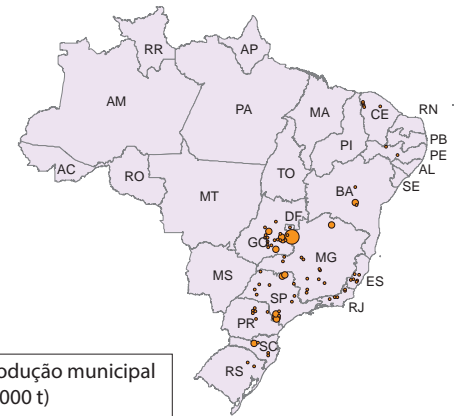 RR
AP
AM
PA
MA
CE
RN
PB
PE
AL
SE
PI
AC
RO
TO
MT
BA
DF
GO
MG
MS
ES
SP
RJ
PR
SC
RS
odução municipal
000 t)